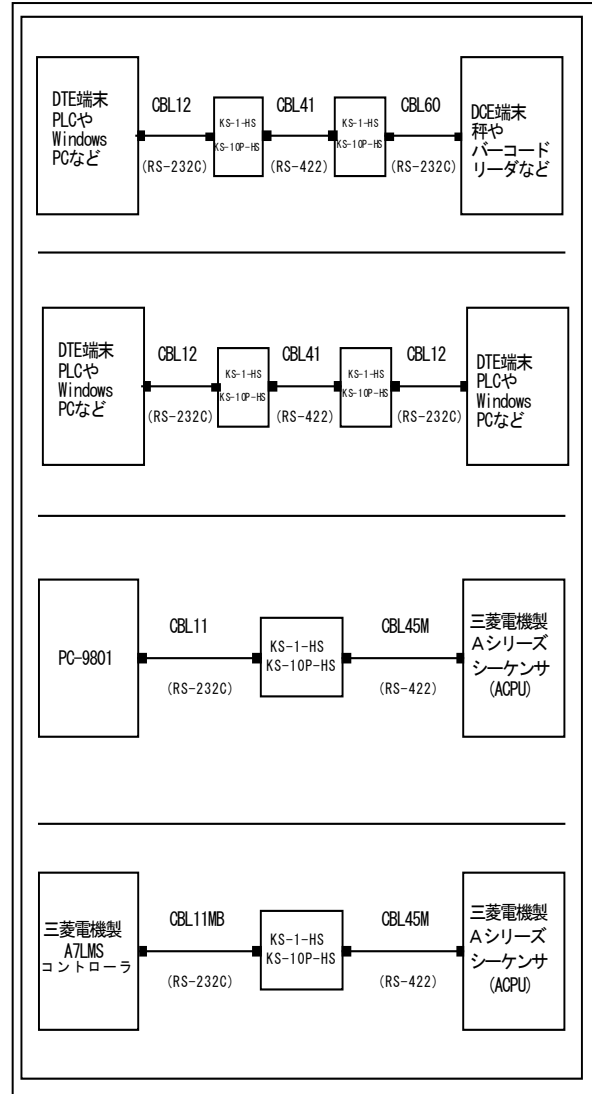 DTE端末
PLCや
Windows
PCなど
CBL12
(RS-232C)
KS-1-HS
KS-10P-HS
CBL41
(RS-422)
KS-1-HS
KS-10P-HS
CBL60
(RS-232C)
DCE端末
秤や
バーコード
リーダなど
DTE端末
PLCや
Windows
PCなど
CBL12
(RS-232C)
KS-1-HS
KS-10P-HS
CBL41
(RS-422)
KS-1-HS
KS-10P-HS
CBL12
(RS-232C)
DTE端末
PLCや
Windows
PCなど
PC-9801
CBL11
(RS-232C)
KS-1-HS
KS-10P-HS
CBL45M
(RS-422)
三菱電機製
Aシリーズ
シーケンサ
(ACPU)
三菱電機製
A7LMS
コントローラ
CBL11MB
(RS-232C)
KS-1-HS
KS-10P-HS
CBL45M
(RS-422)
三菱電機製
Aシリーズ
シーケンサ
(ACPU)